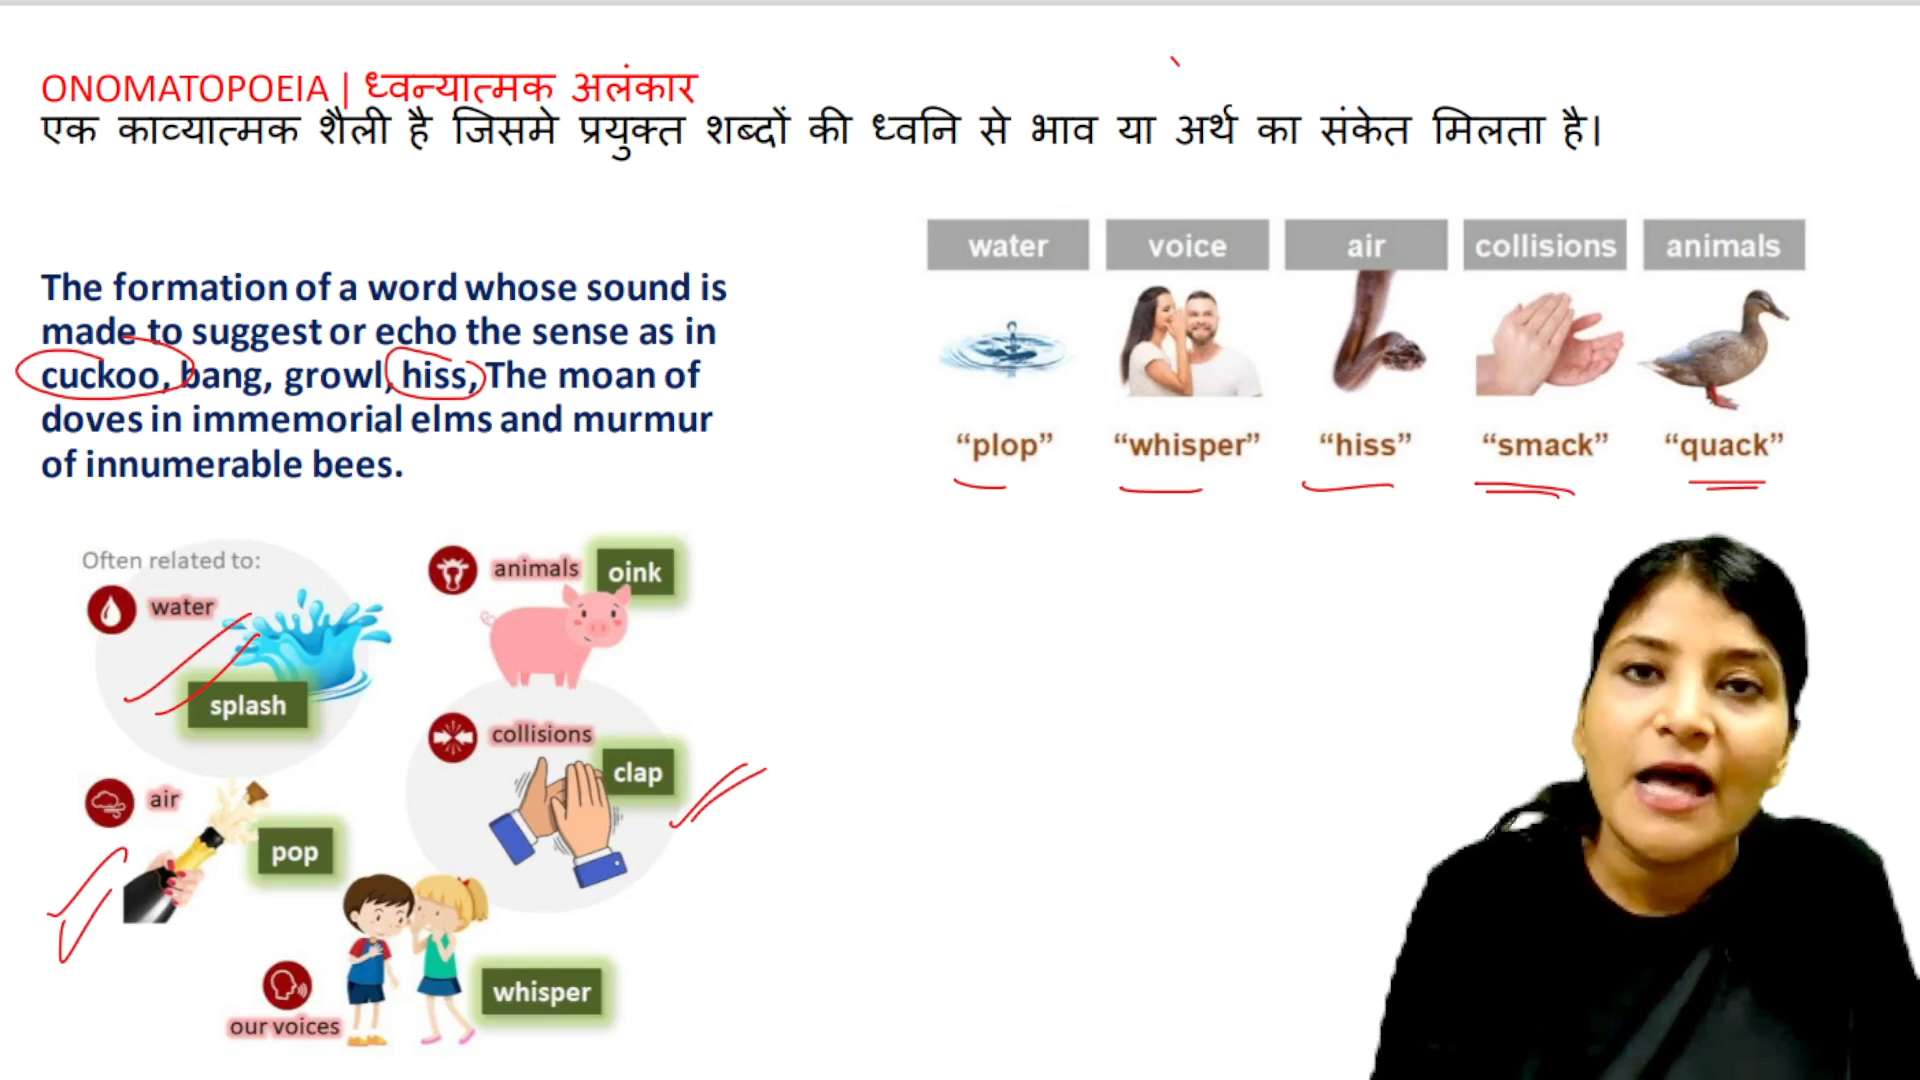 ONOMATOPOEIA | ध्वन्यात्मक अलंकार
एक काव्यात्मक शैली है जिसमे प्रयुक्त शब्दों की ध्वनि से भाव या अर्थ का संकेत मिलता है।
The formation of a word whose sound is
made to suggest or echo the sense as in
cuckoo, bang, growl, hiss, The moan of
doves in immemorial elms and murmur
of innumerable bees.
water voice air collisions animals
“plop” “whisper” “hiss” “smack” “quack”
Often related to:
water
splash
animals
oink
collisions
clap
air
pop
our voices
whisper